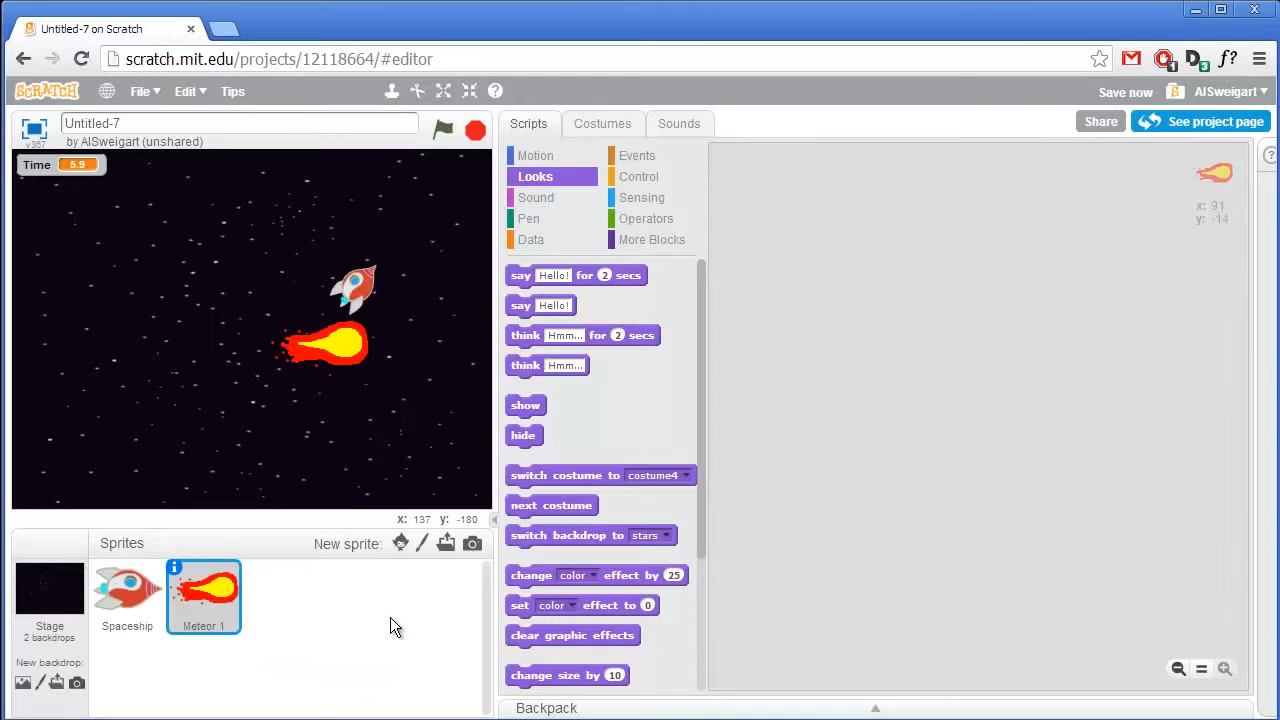 Untitled-7 on Scratch
scratch.mit.edu/projects/12118664/#editor
1
D
3
f?
SCRATCH
File
Edit
Tips
Save now
S
AlSweigart
Untitled-7
by AlSweigart (unshared)
v367
Scripts
Costumes
Sounds
Share
See project page
Time 5.9
Motion
Looks
Sound
Pen
Data
Events
Control
Sensing
Operators
More Blocks
x: 91
y: -14
say Hello! for 2 secs
say Hello!
think Hmm... for 2 secs
think Hmm...
show
hide
switch costume to costume4
next costume
switch backdrop to stars
change color effect by 25
set color effect to 0
clear graphic effects
change size by 10
x: 137 y: -180
Sprites
New sprite:
Stage
2 backdrops
New backdrop:
Spaceship
Meteor 1
Backpack